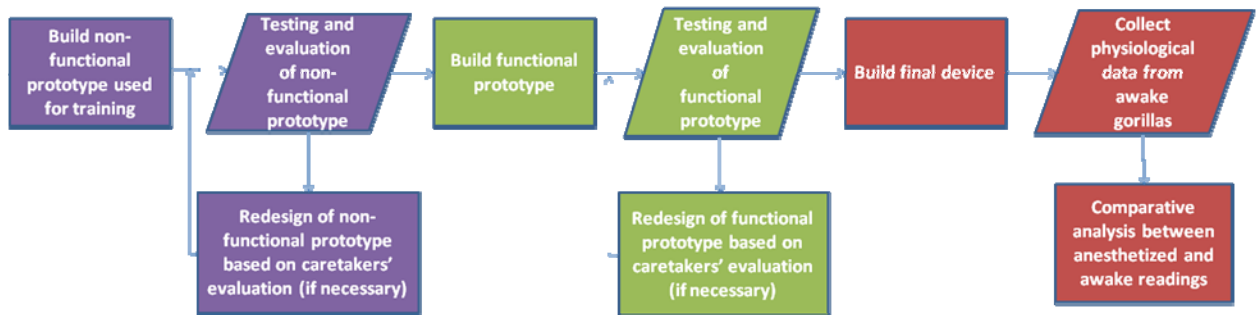 Build non-
functional
prototype used
for training
Testing and
evaluation
of non-
functional
prototype
Build functional
prototype
Testing and
evaluation
of
functional
prototype
Build final device
Collect
physiological
data from
awake
gorillas
Redesign of non-
functional prototype
based on caretakers'
evaluation (if necessary)
Redesign of functional
prototype based on
caretakers' evaluation
(if necessary)
Comparative
analysis between
anesthetized and
awake readings